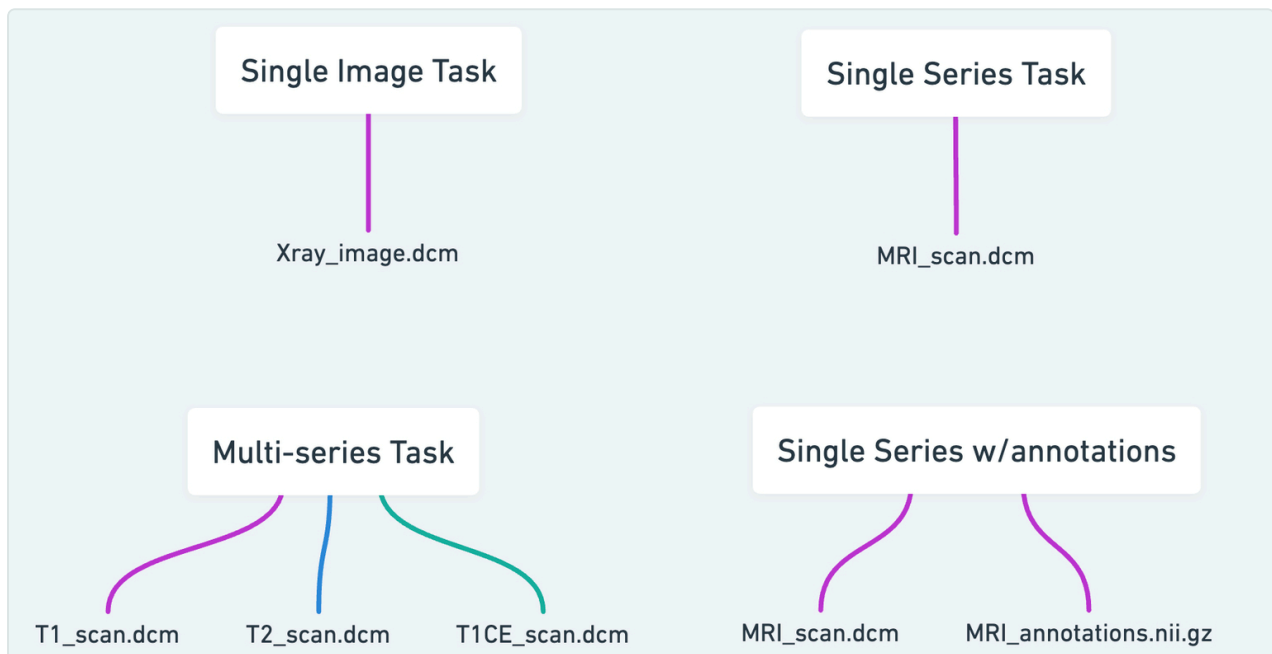 Single Image Task
Single Series Task
Xray_image.dcm
MRI_scan.dcm
Multi-series Task
Single Series w/annotations
T1_scan.dcm
T2_scan.dcm
T1CE_scan.dcm
MRI_scan.dcm
MRI_annotations.nii.gz